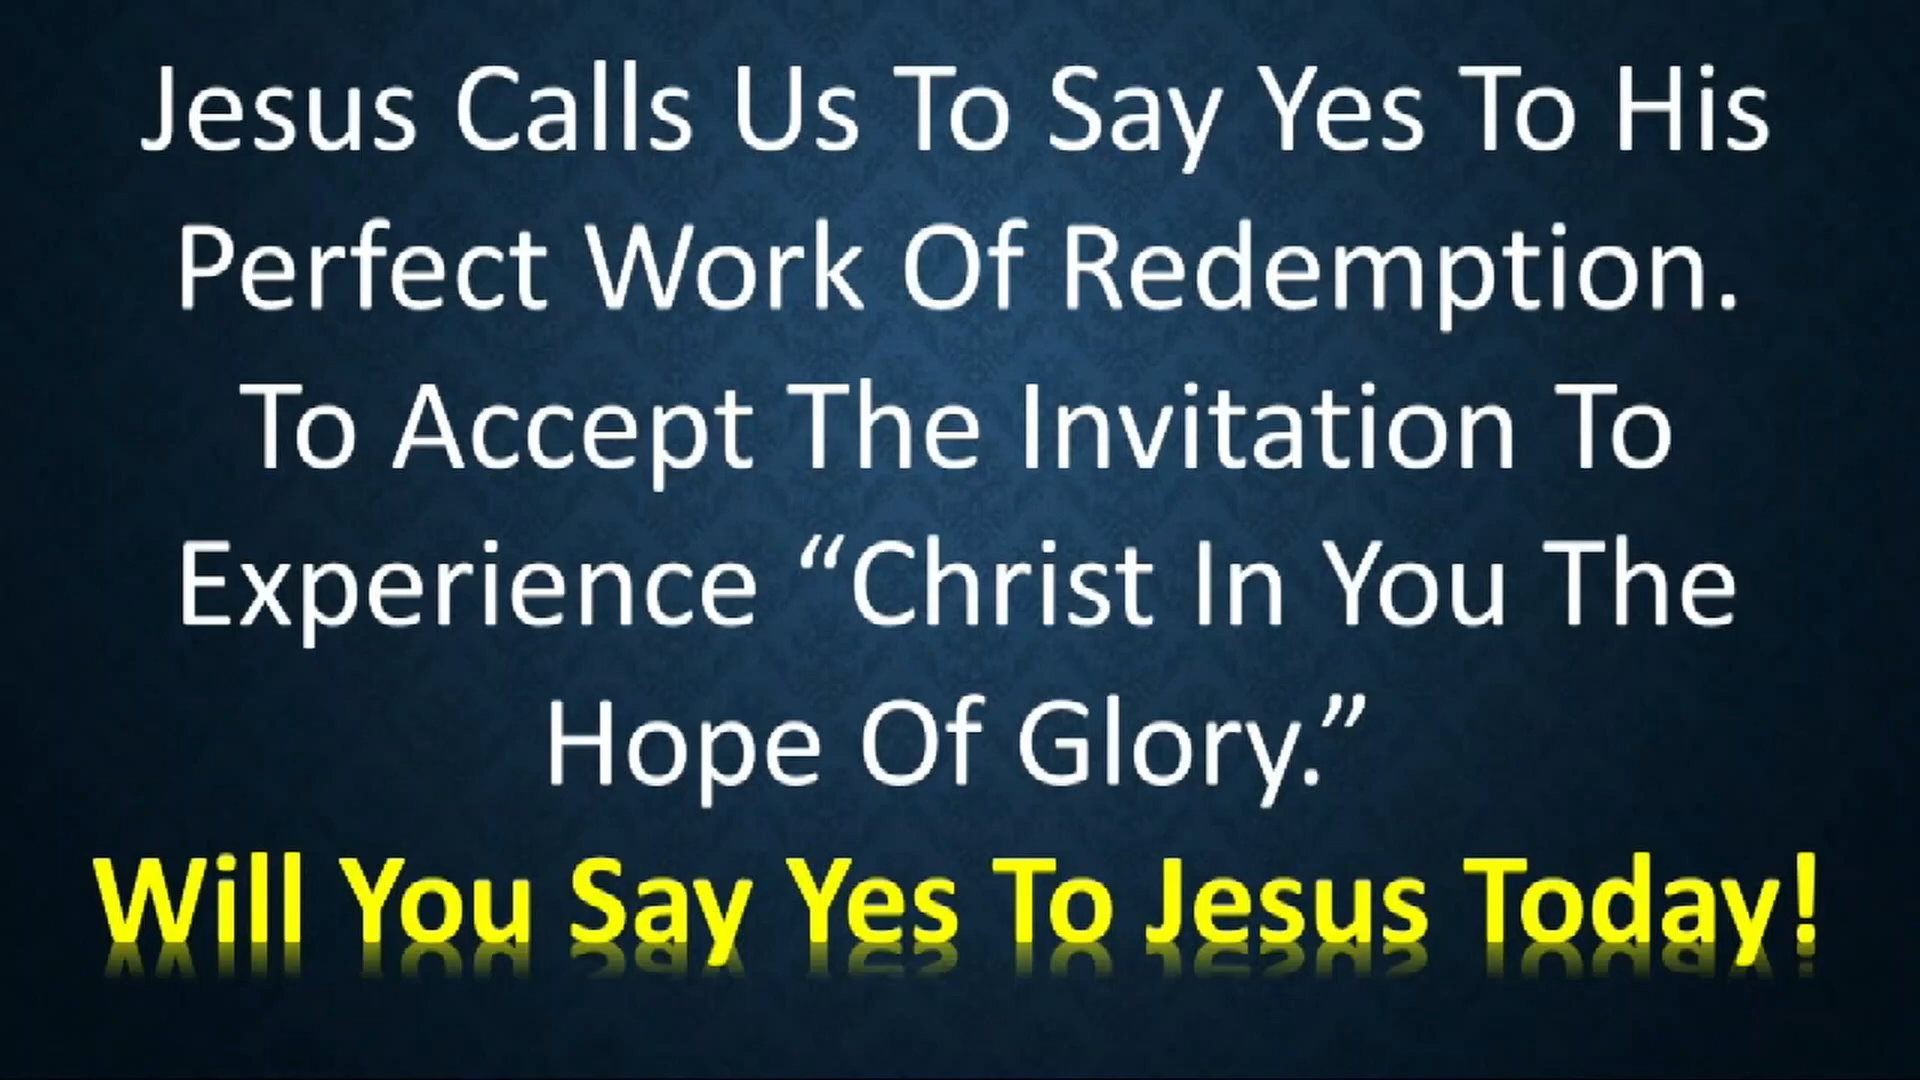 Jesus Calls Us To Say Yes To His
Perfect Work Of Redemption.
To Accept The Invitation To
Experience “Christ In You The
Hope Of Glory.”
Will You Say Yes To Jesus Today!